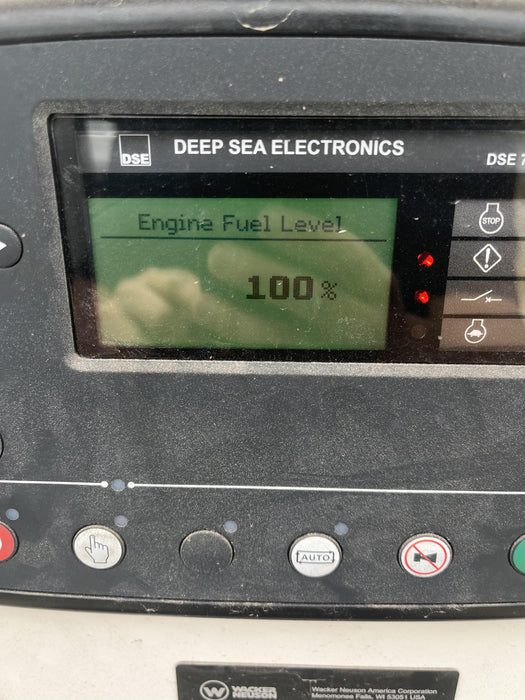 DSE
DEEP SEA ELECTRONICS
DSE 7
Engine Fuel Level
100%
STOP
AUTO
WACKER
NEUSON
Wacker Neuson America Corporation
Menomonee Falls, WI 53051 USA